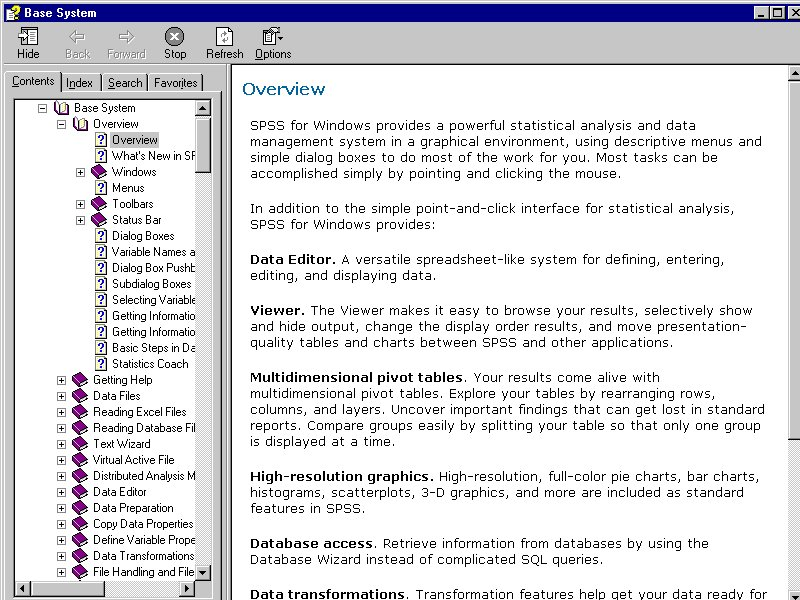 Base System
Hide
Back
Forward
Stop
Refresh
Options
Contents
Index
Search
Favorites
Base System
Overview
Overview
What's New in SP
Windows
Menus
Toolbars
Status Bar
Dialog Boxes
Variable Names a
Dialog Box Pushb
Subdialog Boxes
Selecting Variable
Getting Informatio
Getting Informatio
Basic Steps in Da
Statistics Coach
Getting Help
Data Files
Reading Excel Files
Reading Database Fil
Text Wizard
Virtual Active File
Distributed Analysis M
Data Editor
Data Preparation
Copy Data Properties
Define Variable Prope
Data Transformations
File Handling and File
Overview
SPSS for Windows provides a powerful statistical analysis and data
management system in a graphical environment, using descriptive menus and
simple dialog boxes to do most of the work for you. Most tasks can be
accomplished simply by pointing and clicking the mouse.
In addition to the simple point-and-click interface for statistical analysis,
SPSS for Windows provides:
Data Editor. A versatile spreadsheet-like system for defining, entering,
editing, and displaying data.
Viewer. The Viewer makes it easy to browse your results, selectively show
and hide output, change the display order results, and move presentation-
quality tables and charts between SPSS and other applications.
Multidimensional pivot tables. Your results come alive with
multidimensional pivot tables. Explore your tables by rearranging rows,
columns, and layers. Uncover important findings that can get lost in standard
reports. Compare groups easily by splitting your table so that only one group
is displayed at a time.
High-resolution graphics. High-resolution, full-color pie charts, bar charts,
histograms, scatterplots, 3-D graphics, and more are included as standard
features in SPSS.
Database access. Retrieve information from databases by using the
Database Wizard instead of complicated SQL queries.
Data transformations. Transformation features help get your data ready for